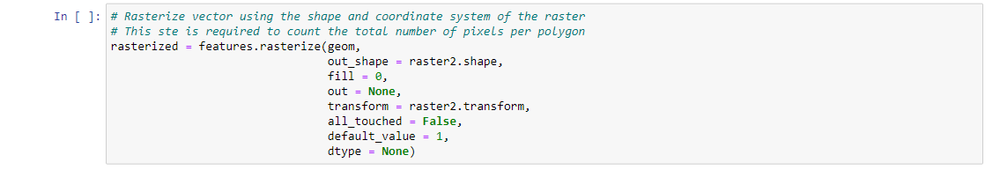 In [ ]: # Rasterize vector using the shape and coordinate system of the raster
# This ste is required to count the total number of pixels per polygon
rasterized = features.rasterize(geom,
out_shape = raster2.shape,
fill = 0,
out = None,
transform = raster2.transform,
all_touched = False,
default_value = 1,
dtype = None)